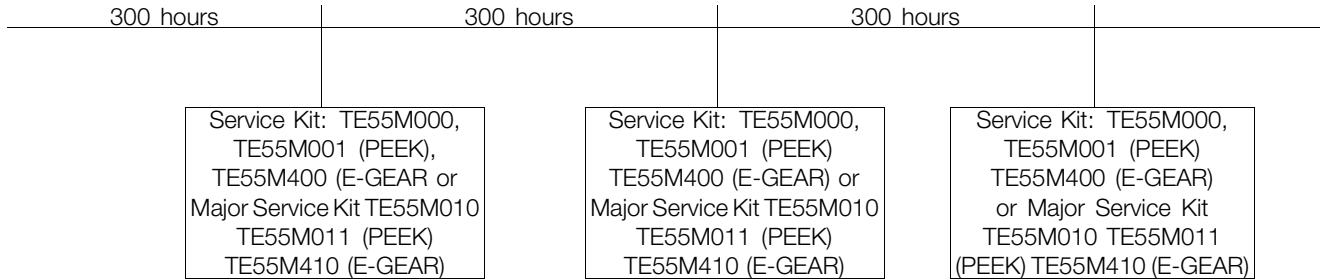 300 hours 300 hours 300 hours
Service Kit: TE55M000,
TE55M001 (PEEK),
TE55M400 (E-GEAR or
Major Service Kit TE55M010
TE55M011 (PEEK)
TE55M410 (E-GEAR)
Service Kit: TE55M000,
TE55M001 (PEEK)
TE55M400 (E-GEAR) or
Major Service Kit TE55M010
TE55M011 (PEEK)
TE55M410 (E-GEAR)
Service Kit: TE55M000,
TE55M001 (PEEK)
TE55M400 (E-GEAR)
or Major Service Kit
TE55M010 TE55M011
(PEEK) TE55M410 (E-GEAR)